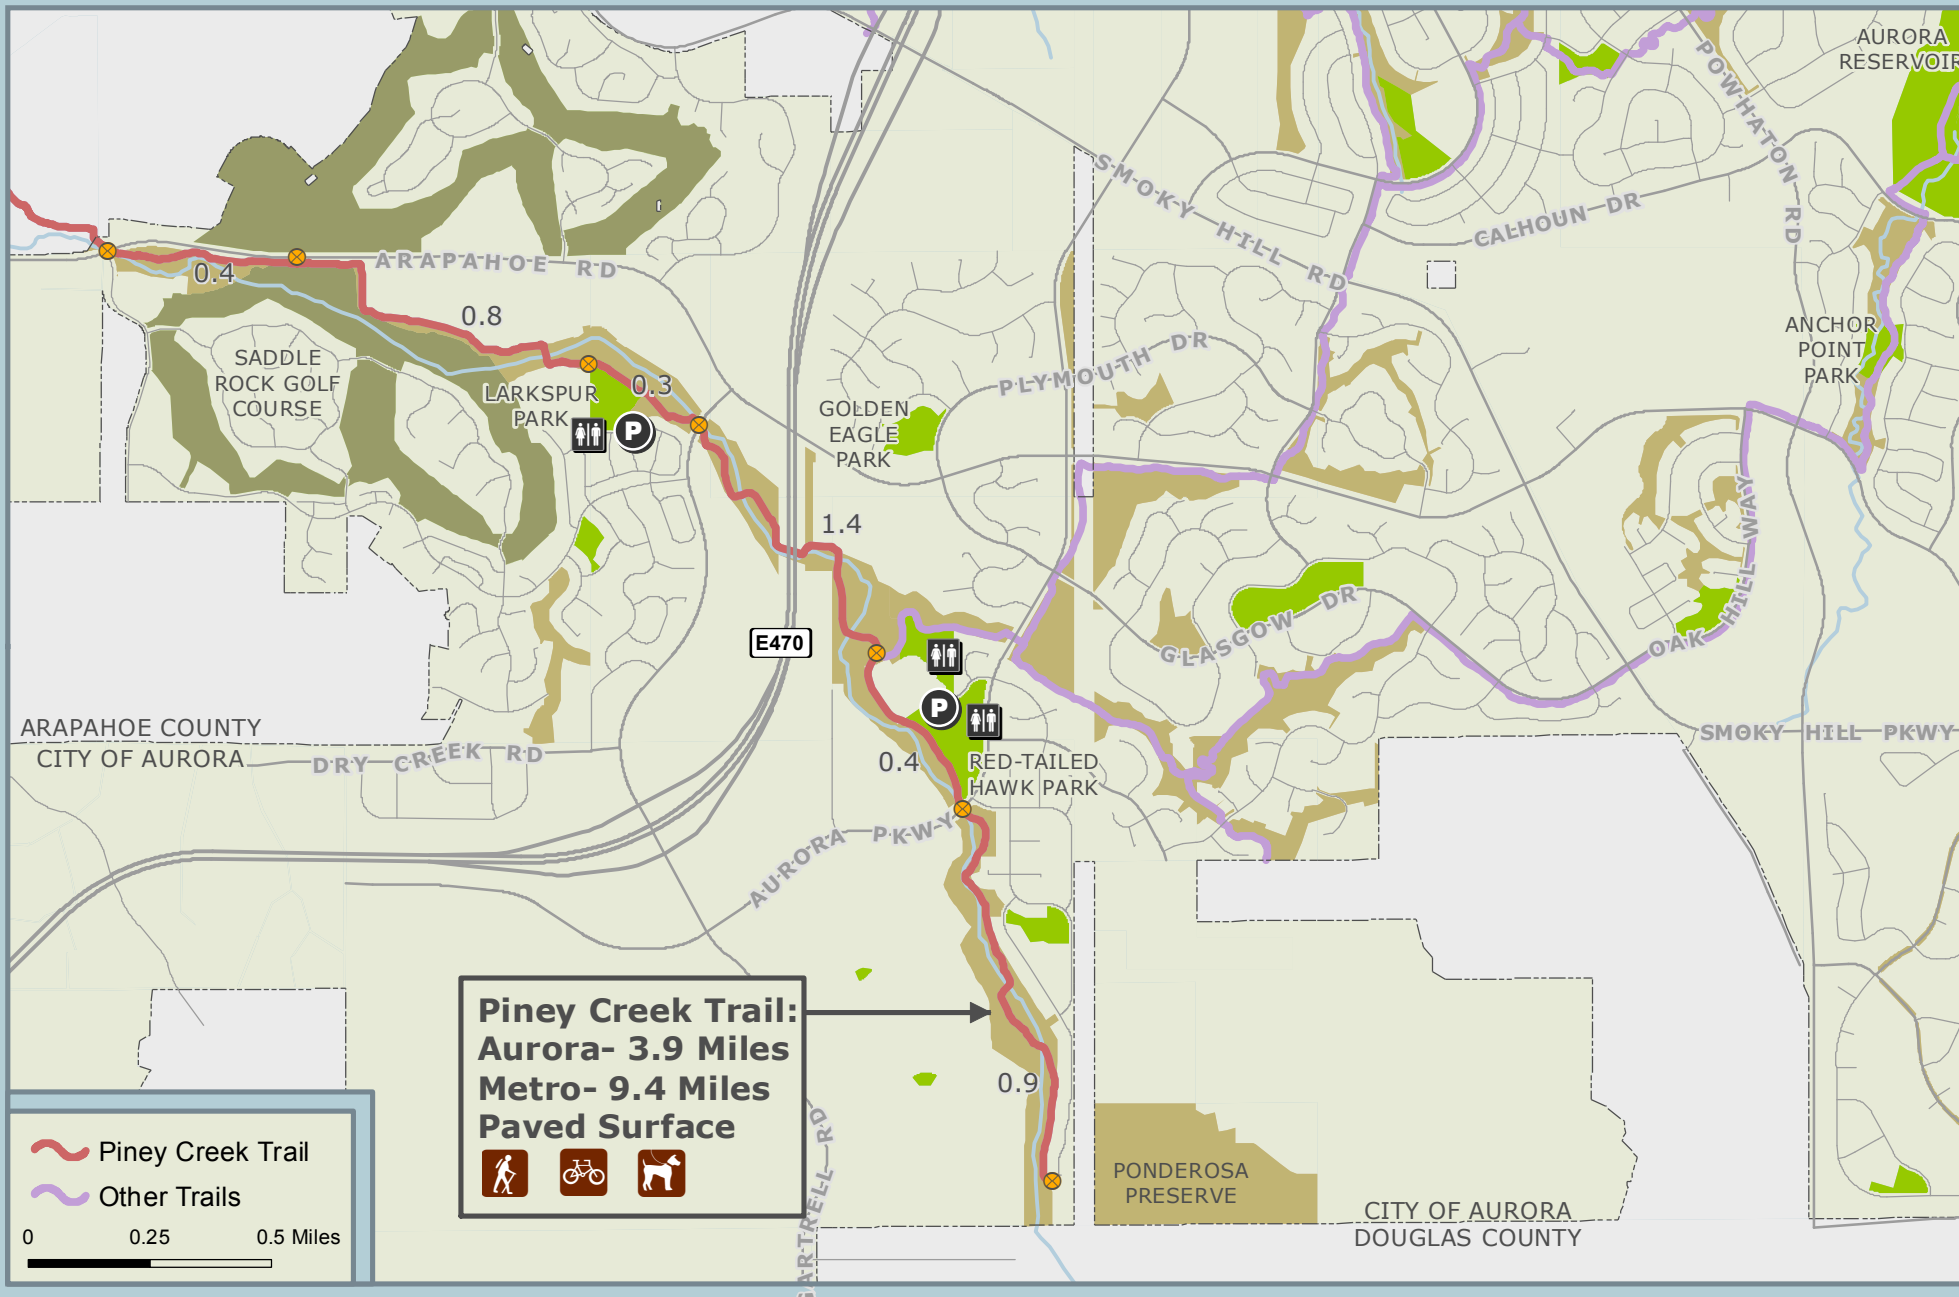 AURORA
RESERVOIR
POWHATON RD
SMOKY HILL RD
CALHOUN DR
ARAPAHOE RD
0.4
0.8
PLYMOUTH DR
ANCHOR
POINT
PARK
SADDLE
ROCK GOLF
COURSE
LARKSPUR
PARK
0.3
P
GOLDEN
EAGLE
PARK
1.4
OAK HILL WAY
GLASGOW DR
E470
ARAPAHOE COUNTY
CITY OF AURORA
DRY CREEK RD
P
0.4
RED-TAILED
HAWK PARK
SMOKY HILL PKWY
AURORA PKWY
Piney Creek Trail:
Aurora- 3.9 Miles
Metro- 9.4 Miles
Paved Surface
0.9
GARTRELL RD
PONDEROSA
PRESERVE
CITY OF AURORA
DOUGLAS COUNTY
Piney Creek Trail
Other Trails
0 0.25 0.5 Miles